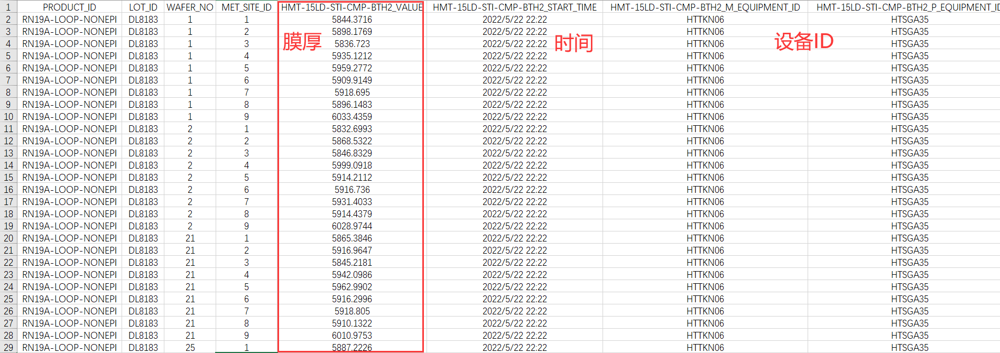 1 PRODUCT_ID LOT_ID WAFER_NO MET_SITE_ID HMT-15LD-STI-CMP-BTH2_VALUE HMT-15LD-STI-CMP-BTH2_START_TIME HMT-15LD-STI-CMP-BTH2_M_EQUIPMENT_ID HMT-15LD-STI-CMP-BTH2_P_EQUIPMENT_ID
2 RN19A-LOOP-NONEPI DL8183 1 1 5844.3716 2022/5/22 22:22 HTTKN06 HTSGA35
3 RN19A-LOOP-NONEPI DL8183 1 2 5898.1769 2022/5/22 22:22 HTTKN06 HTSGA35
膜厚 时间 设备ID
4 RN19A-LOOP-NONEPI DL8183 1 3 5836.723 2022/5/22 22:22 HTTKN06 HTSGA35
5 RN19A-LOOP-NONEPI DL8183 1 4 5935.1212 2022/5/22 22:22 HTTKN06 HTSGA35
6 RN19A-LOOP-NONEPI DL8183 1 5 5959.2772 2022/5/22 22:22 HTTKN06 HTSGA35
7 RN19A-LOOP-NONEPI DL8183 1 6 5909.9149 2022/5/22 22:22 HTTKN06 HTSGA35
8 RN19A-LOOP-NONEPI DL8183 1 7 5918.695 2022/5/22 22:22 HTTKN06 HTSGA35
9 RN19A-LOOP-NONEPI DL8183 1 8 5896.1483 2022/5/22 22:22 HTTKN06 HTSGA35
10 RN19A-LOOP-NONEPI DL8183 1 9 6033.4359 2022/5/22 22:22 HTTKN06 HTSGA35
11 RN19A-LOOP-NONEPI DL8183 2 1 5832.6993 2022/5/22 22:22 HTTKN06 HTSGA35
12 RN19A-LOOP-NONEPI DL8183 2 2 5868.5322 2022/5/22 22:22 HTTKN06 HTSGA35
13 RN19A-LOOP-NONEPI DL8183 2 3 5846.8329 2022/5/22 22:22 HTTKN06 HTSGA35
14 RN19A-LOOP-NONEPI DL8183 2 4 5999.0918 2022/5/22 22:22 HTTKN06 HTSGA35
15 RN19A-LOOP-NONEPI DL8183 2 5 5914.2112 2022/5/22 22:22 HTTKN06 HTSGA35
16 RN19A-LOOP-NONEPI DL8183 2 6 5916.736 2022/5/22 22:22 HTTKN06 HTSGA35
17 RN19A-LOOP-NONEPI DL8183 2 7 5931.4033 2022/5/22 22:22 HTTKN06 HTSGA35
18 RN19A-LOOP-NONEPI DL8183 2 8 5914.4379 2022/5/22 22:22 HTTKN06 HTSGA35
19 RN19A-LOOP-NONEPI DL8183 2 9 6028.9744 2022/5/22 22:22 HTTKN06 HTSGA35
20 RN19A-LOOP-NONEPI DL8183 21 1 5865.3846 2022/5/22 22:22 HTTKN06 HTSGA35
21 RN19A-LOOP-NONEPI DL8183 21 2 5916.9647 2022/5/22 22:22 HTTKN06 HTSGA35
22 RN19A-LOOP-NONEPI DL8183 21 3 5845.2181 2022/5/22 22:22 HTTKN06 HTSGA35
23 RN19A-LOOP-NONEPI DL8183 21 4 5942.0986 2022/5/22 22:22 HTTKN06 HTSGA35
24 RN19A-LOOP-NONEPI DL8183 21 5 5962.9902 2022/5/22 22:22 HTTKN06 HTSGA35
25 RN19A-LOOP-NONEPI DL8183 21 6 5916.2996 2022/5/22 22:22 HTTKN06 HTSGA35
26 RN19A-LOOP-NONEPI DL8183 21 7 5918.805 2022/5/22 22:22 HTTKN06 HTSGA35
27 RN19A-LOOP-NONEPI DL8183 21 8 5910.1322 2022/5/22 22:22 HTTKN06 HTSGA35
28 RN19A-LOOP-NONEPI DL8183 21 9 6010.9753 2022/5/22 22:22 HTTKN06 HTSGA35
29 RN19A-LOOP-NONEPI DL8183 25 1 5887.2226 2022/5/22 22:22 HTTKN06 HTSGA35